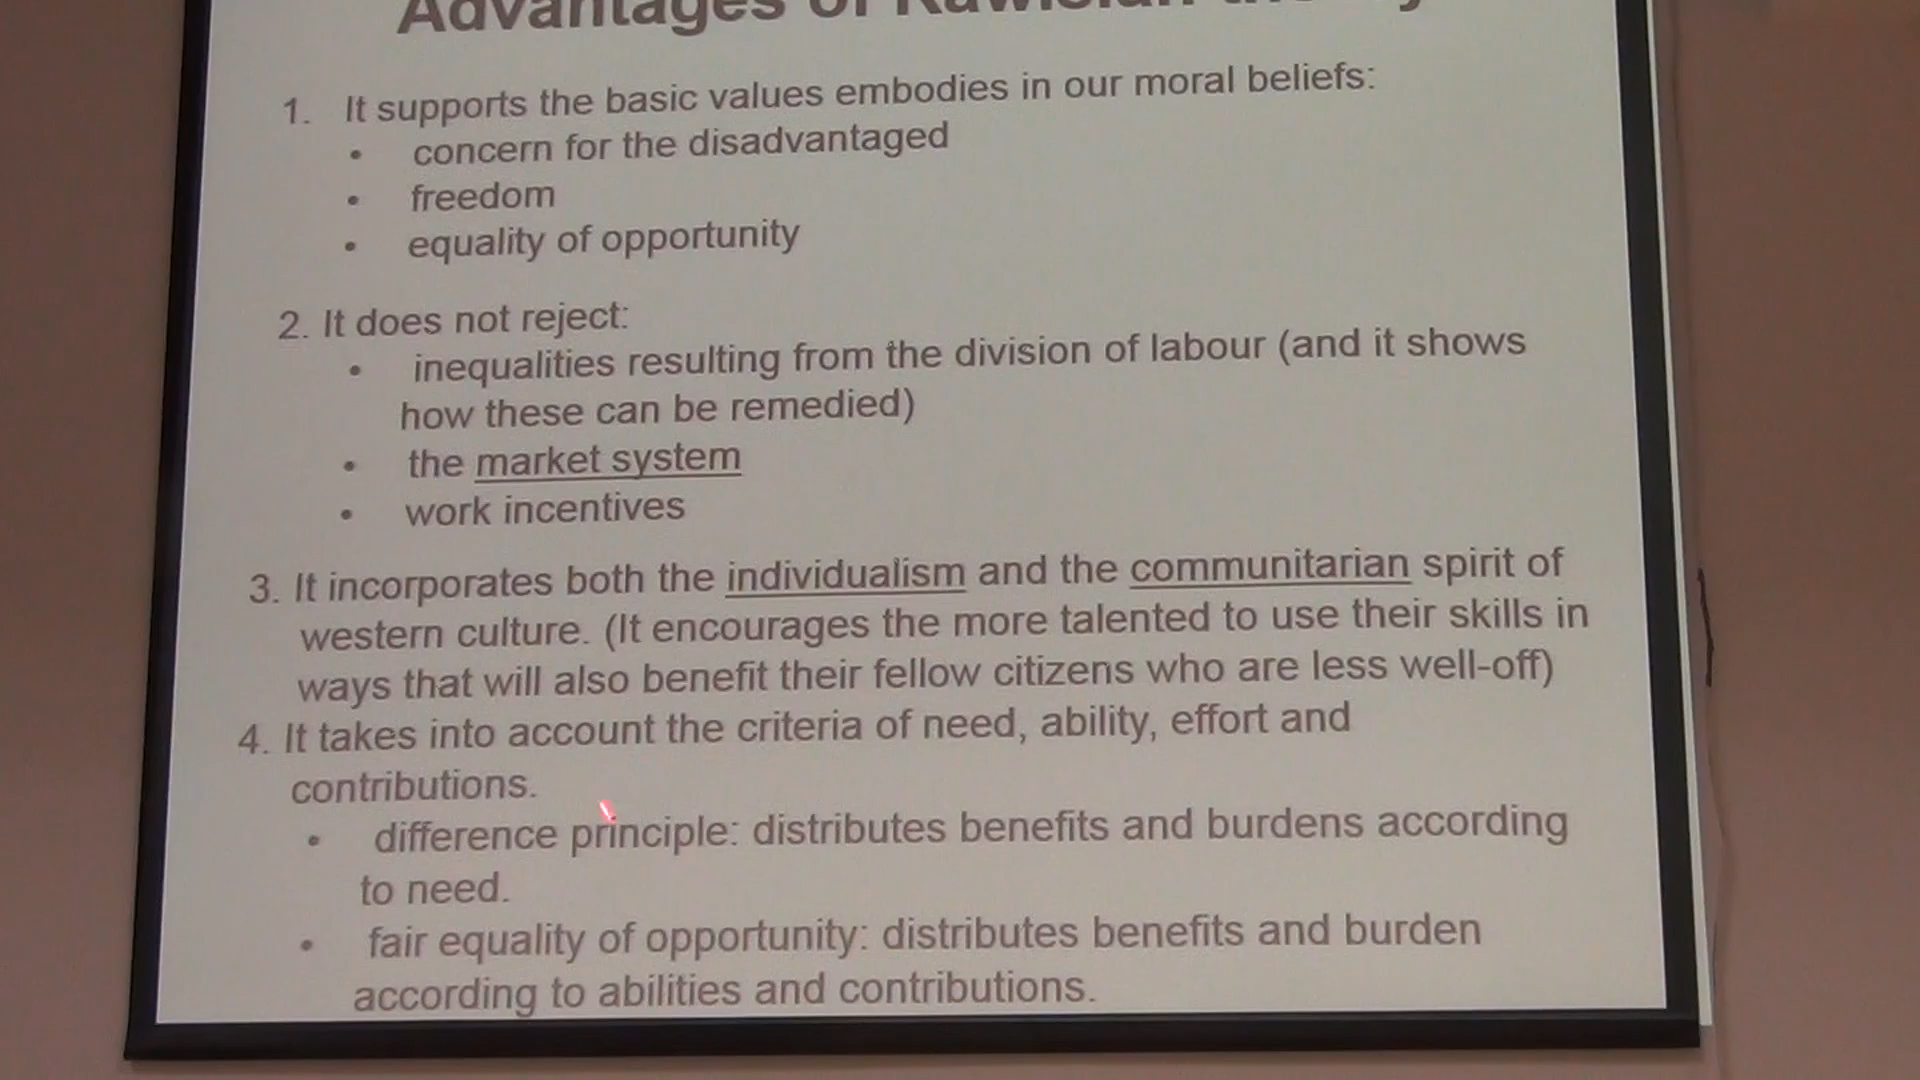 Advantages of Rawlsian theory
1. It supports the basic values embodies in our moral beliefs:
• concern for the disadvantaged
• freedom
• equality of opportunity
2. It does not reject:
• inequalities resulting from the division of labour (and it shows
how these can be remedied)
• the market system
• work incentives
3. It incorporates both the individualism and the communitarian spirit of
western culture. (It encourages the more talented to use their skills in
ways that will also benefit their fellow citizens who are less well-off)
4. It takes into account the criteria of need, ability, effort and
contributions.
• difference principle: distributes benefits and burdens according
to need.
• fair equality of opportunity: distributes benefits and burden
according to abilities and contributions.